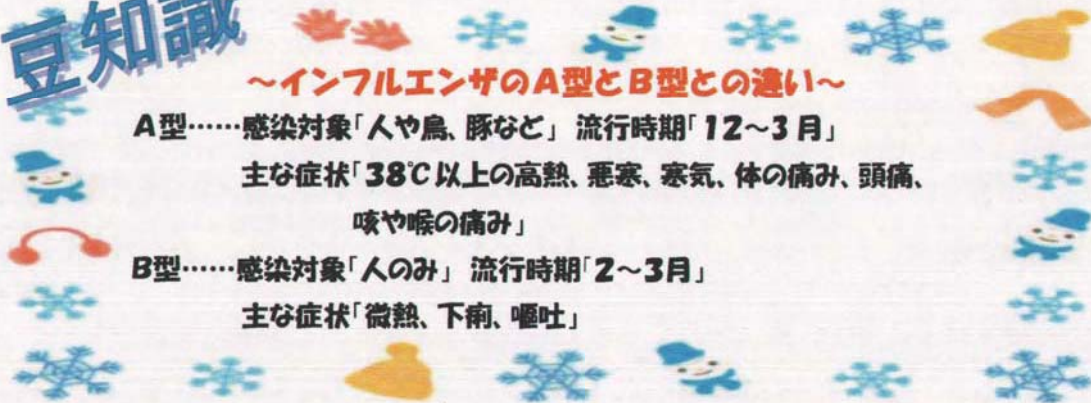 豆知識
～インフルエンザのA型とB型との違い～
A型……感染対象「人や鳥、豚など」 流行時期「12～3月」
主な症状「38℃以上の高熱、悪寒、寒気、体の痛み、頭痛、
咳や喉の痛み」
B型……感染対象「人のみ」 流行時期「2～3月」
主な症状「微熱、下痢、嘔吐」